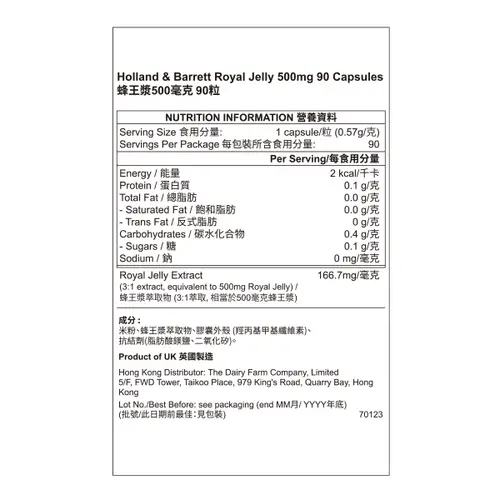 Holland & Barrett Royal Jelly 500mg 90 Capsules
蜂王漿500毫克 90粒
NUTRITION INFORMATION 營養資料
Serving Size 食用分量: 1 capsule/粒 (0.57g/克)
Servings Per Package 每包裝所含食用分量: 90
Per Serving/每食用分量
Energy / 能量 2 kcal/千卡
Protein / 蛋白質 0.1 g/克
Total Fat / 總脂肪 0.0 g/克
- Saturated Fat / 飽和脂肪 0.0 g/克
- Trans Fat / 反式脂肪 0 g/克
Carbohydrates / 碳水化合物 0.4 g/克
- Sugars / 糖 0.1 g/克
Sodium / 鈉 0 mg/毫克
Royal Jelly Extract 166.7mg/毫克
(3:1 extract, equivalent to 500mg Royal Jelly) /
蜂王漿萃取物 (3:1萃取, 相當於500毫克蜂王漿)
成分 :
米粉、蜂王漿萃取物、膠囊外殼 (羥丙基甲基纖維素)、
抗結劑(脂肪酸鎂鹽、二氧化矽)。
Product of UK 英國製造
Hong Kong Distributor: The Dairy Farm Company, Limited
5/F, FWD Tower, Taikoo Place, 979 King's Road, Quarry Bay, Hong
Kong
Lot No./Best Before: see packaging (end MM月/ YYYY年底)
(批號/此日期前最佳：見包裝) 70123